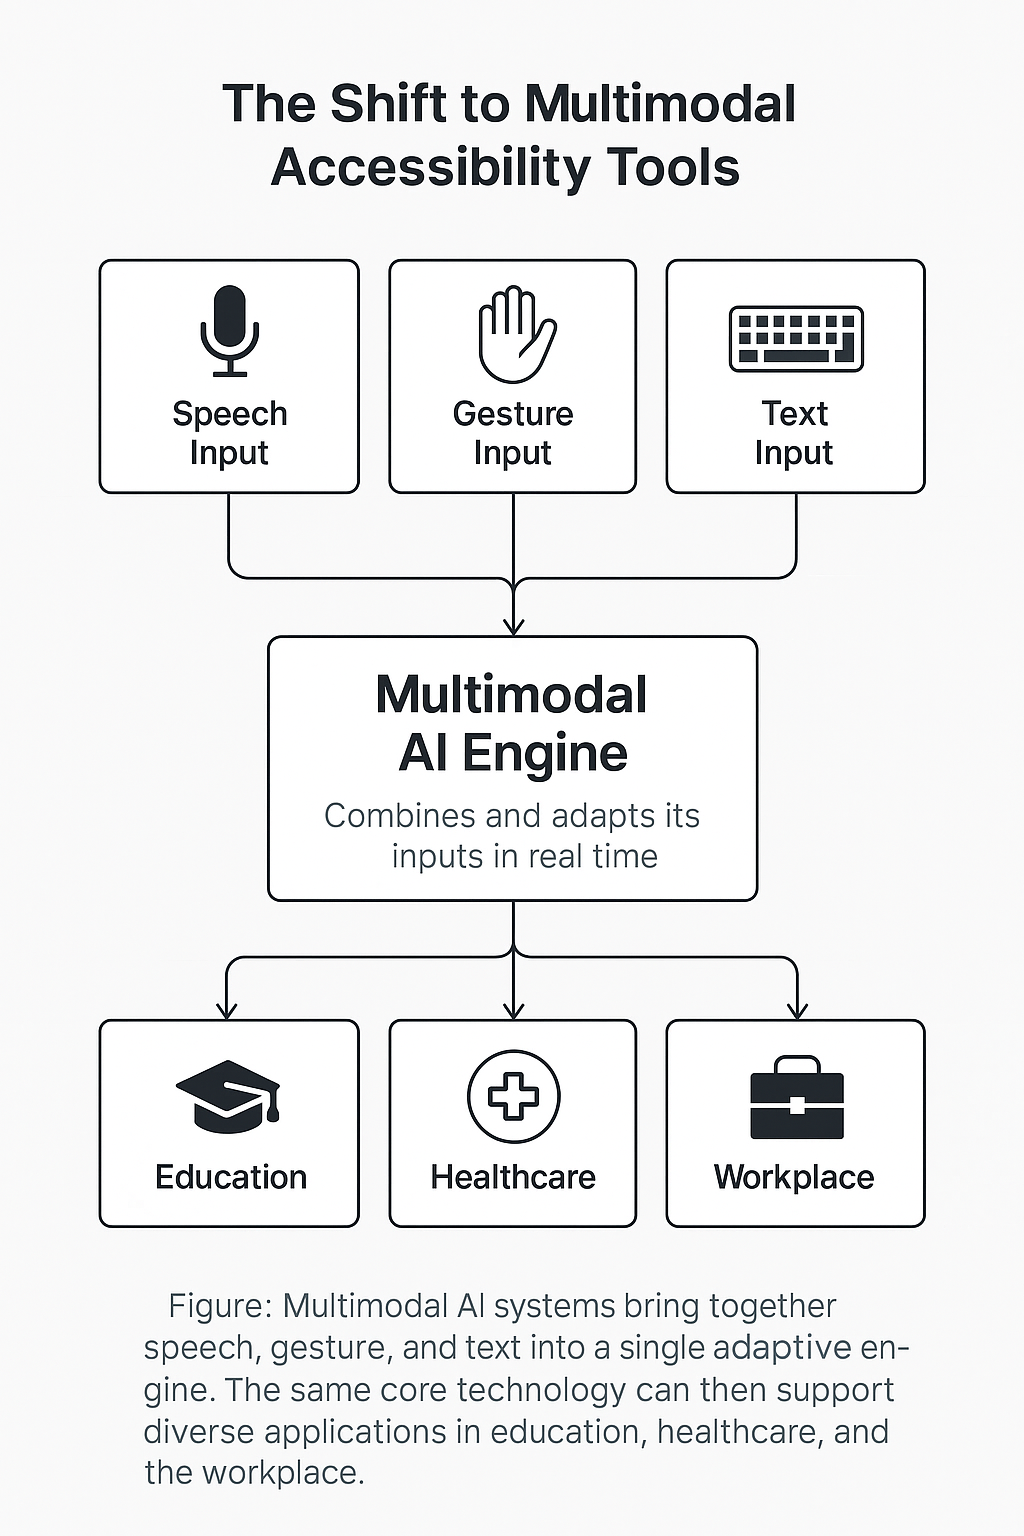 The Shift to Multimodal
Accessibility Tools
Speech
Input
Gesture
Input
Text
Input
Multimodal
AI Engine
Combines and adapts its
inputs in real time
Education
Healthcare
Workplace
Figure: Multimodal AI systems bring together
speech, gesture, and text into a single adaptive en-
gine. The same core technology can then support
diverse applications in education, healthcare, and
the workplace.